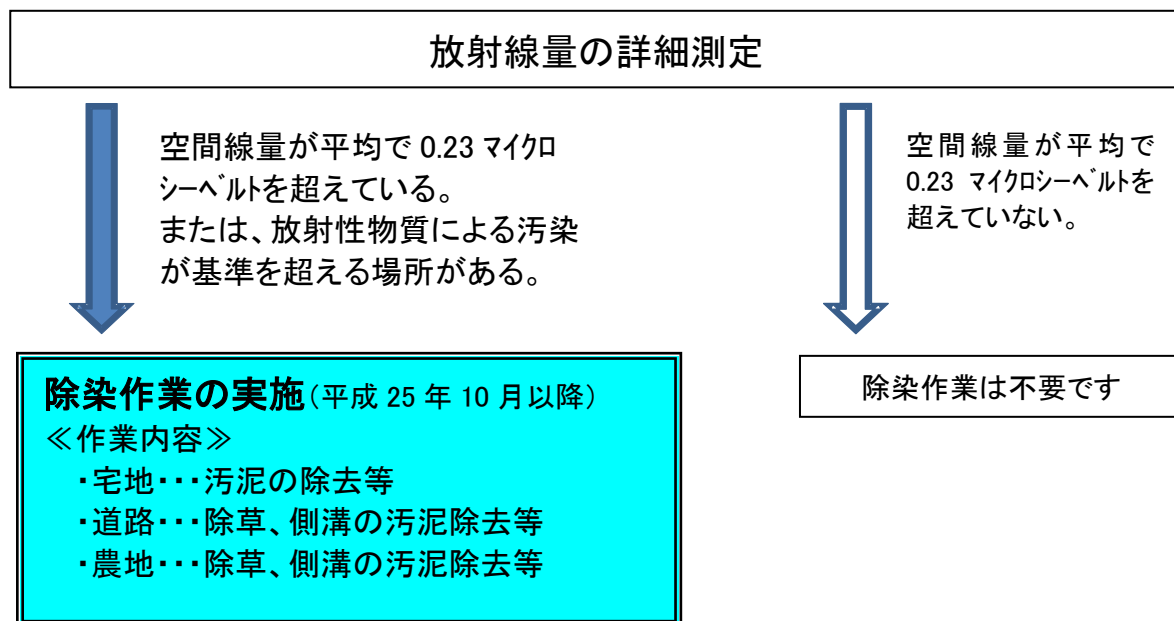 放射線量の詳細測定
空間線量が平均で 0.23 ﾏｲｸﾛ
ｼｰﾍﾞﾙﾄを超えている。
または、放射性物質による汚染
が基準を超える場所がある。
空間線量が平均で
0.23 ﾏｲｸﾛｼｰﾍﾞﾙﾄを
超えていない。
除染作業の実施（平成 25 年 10 月以降）
≪作業内容≫
・宅地・・・汚泥の除去等
・道路・・・除草、側溝の汚泥除去等
・農地・・・除草、側溝の汚泥除去等
除染作業は不要です